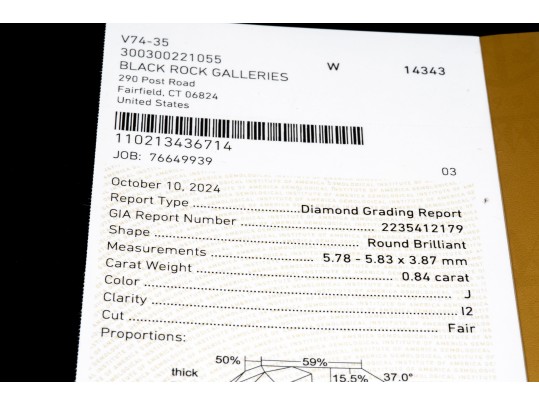 V74-35
300300221055
BLACK ROCK GALLERIES W 14343
290 Post Road
Fairfield, CT 06824
United States
110213436714
JOB: 76649939
03
October 10, 2024
Report Type ........................... Diamond Grading Report
GIA Report Number ........................... 2235412179
Shape ........................... Round Brilliant
Measurements ........................... 5.78 - 5.83 x 3.87 mm
Carat Weight ........................... 0.84 carat
Color ........................... J
Clarity ........................... I2
Cut ........................... Fair
Proportions:
50% 59%
thick 15.5% 37.0°